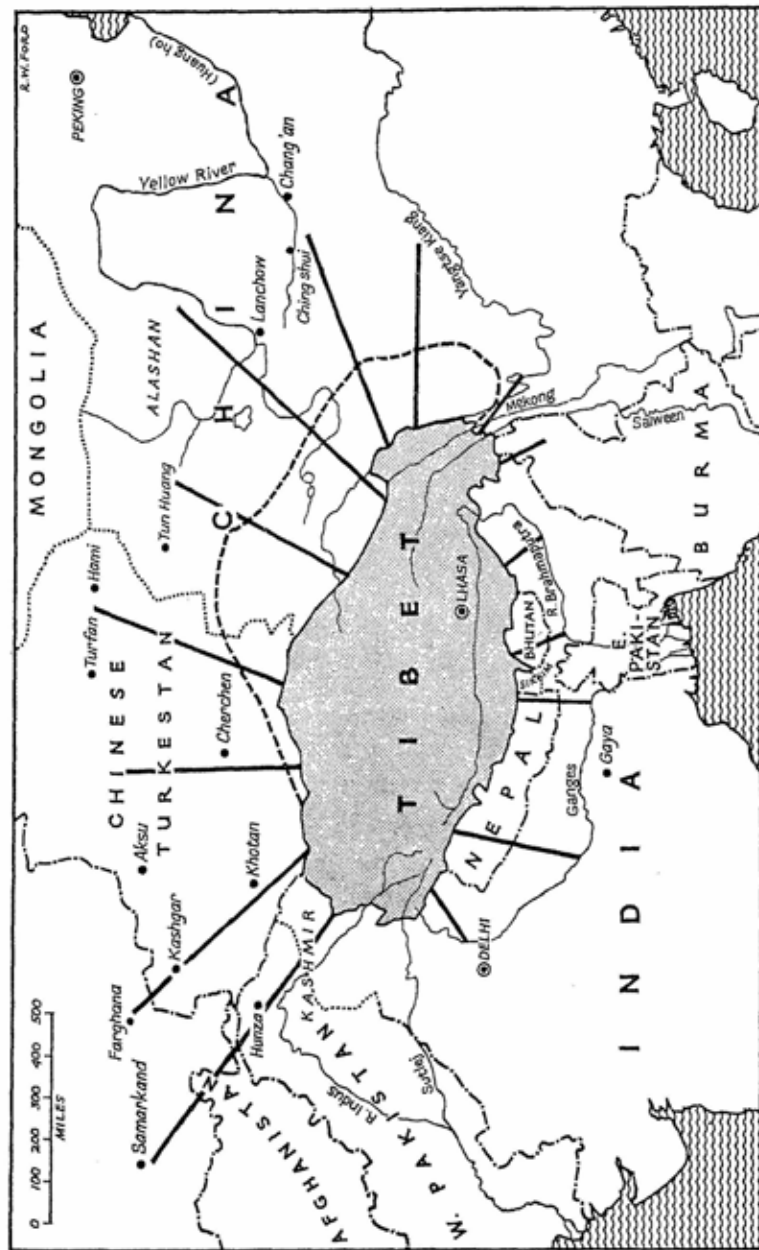 R.W. FORD
MONGOLIA
PEKING
(Huang ho)
Yellow River
ALASHAN
CHINA
Lanchow
Chang'an
Ching shui
Yangtse Kiang
Hami
Turfan
Tun Huang
CHINESE
TURKESTAN
Cherchen
Aksu
Khotan
Kashgar
Farghana
Samarkand
Hunza
KASHMIR
AFGHANISTAN
W. PAKISTAN
R. Indus
Sutlej
TIBET
LHASA
Mekong
Salween
BURMA
R. Brahmaputra
BHUTAN
SIKKIM
NEPAL
E.
PAKI-
STAN
Ganges
Gaya
DELHI
INDIA
0 100 200 300 400 500
MILES